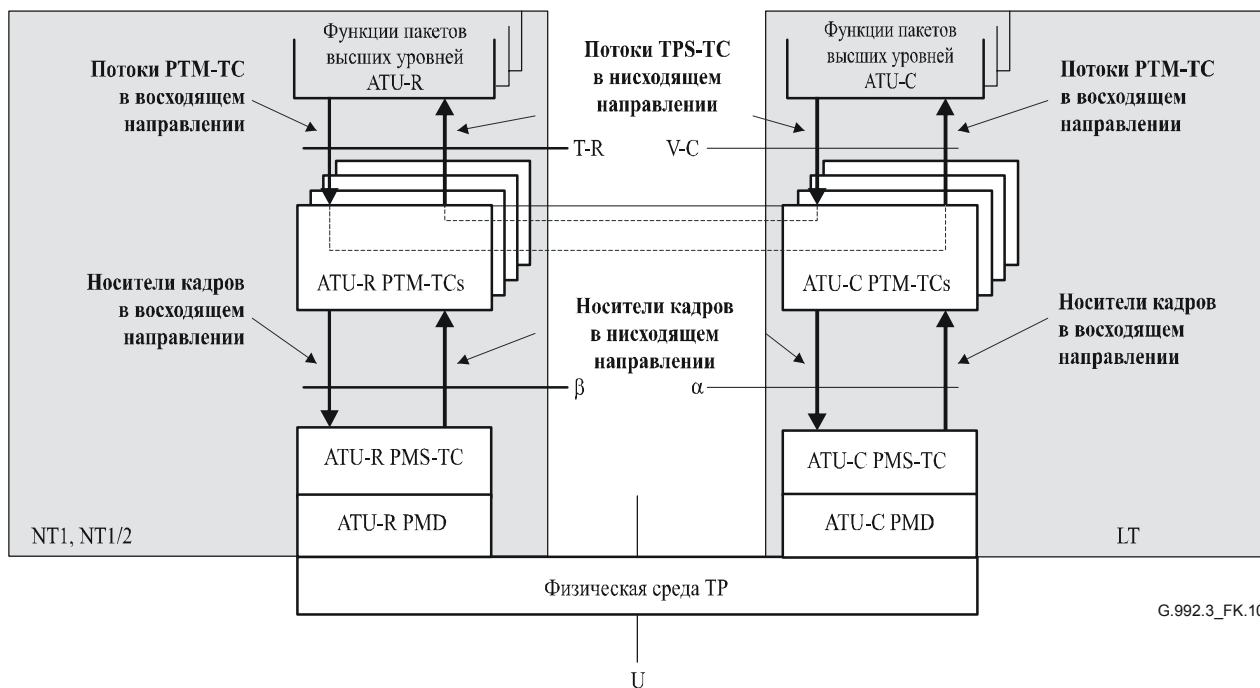 Функции пакетов
высших уровней
ATU-R
Функции пакетов
высших уровней
ATU-C
Потоки PTM-TC
в восходящем
направлении
Потоки TPS-TC
в нисходящем
направлении
Потоки PTM-TC
в восходящем
направлении
T-R
V-C
ATU-R PTM-TCs
ATU-C PTM-TCs
Носители кадров
в восходящем
направлении
Носители кадров
в нисходящем
направлении
Носители кадров
в восходящем
направлении
β
α
ATU-R PMS-TC
ATU-C PMS-TC
ATU-R PMD
ATU-C PMD
NT1, NT1/2
LT
Физическая среда TP
G.992.3_FK.10
U